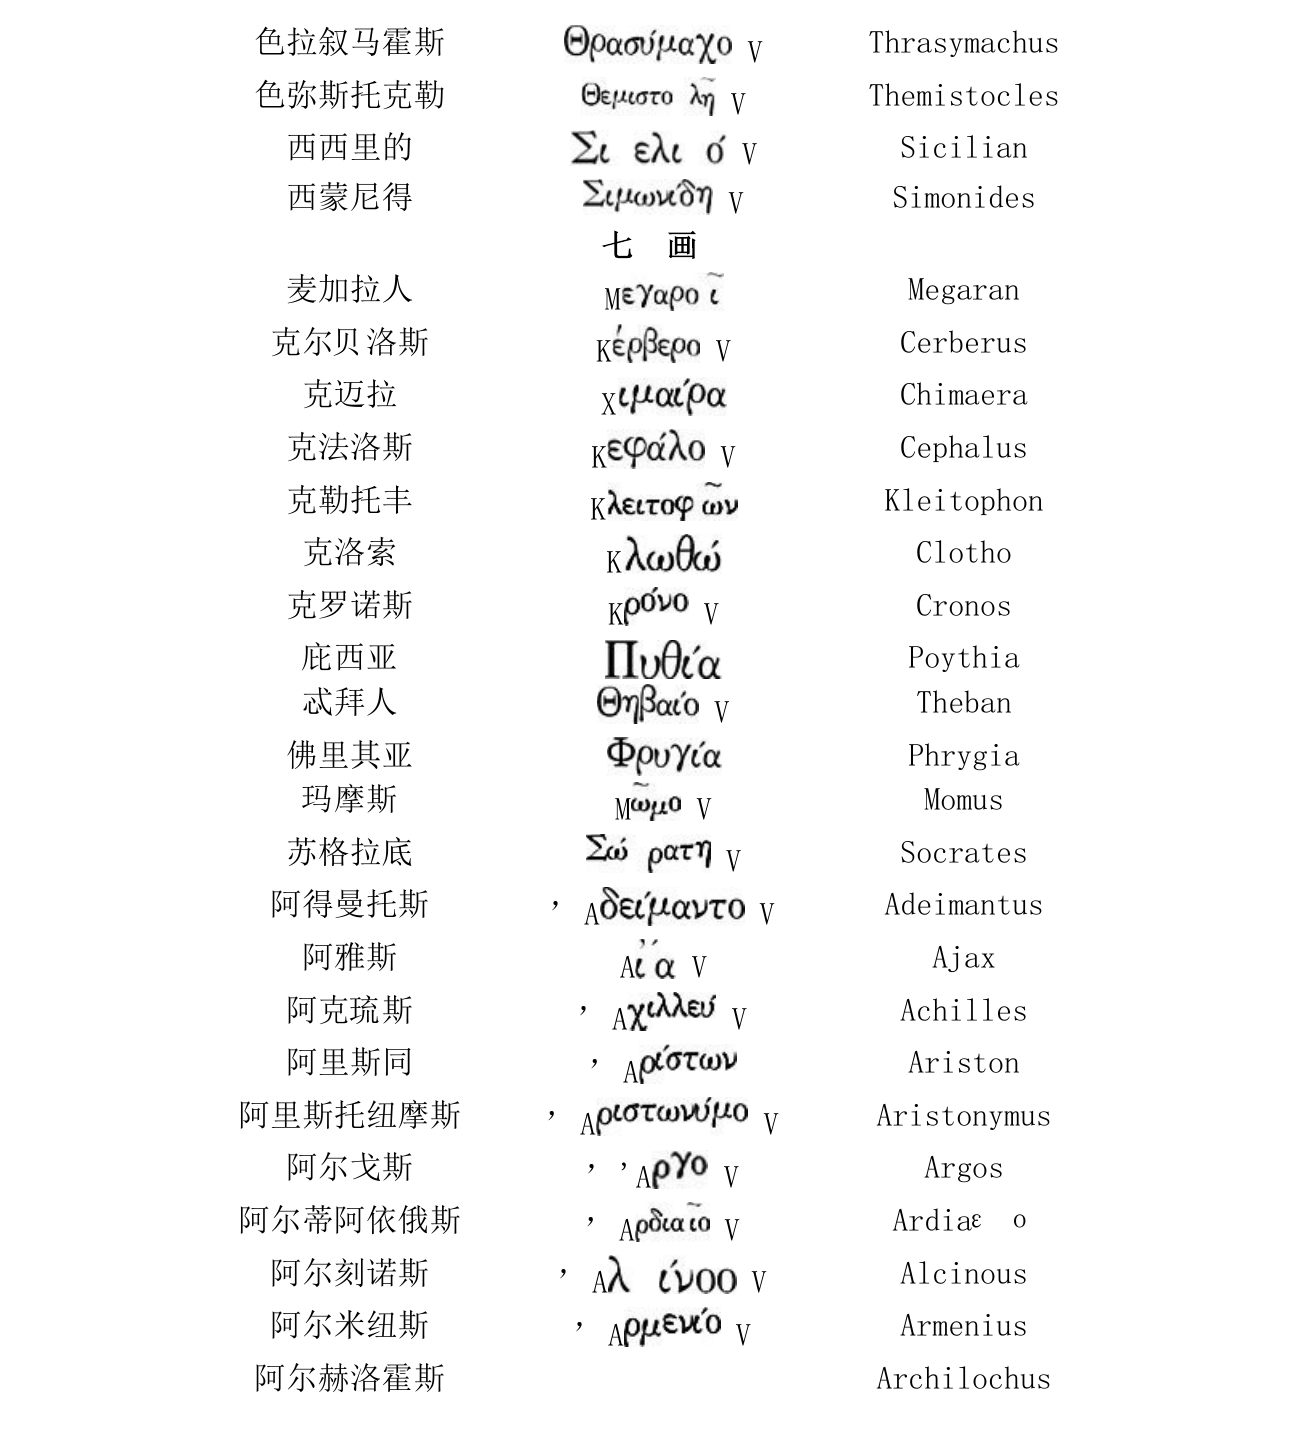 色拉叙马霍斯 Θρασύμαχο V Thrasymachus
色弥斯托克勒 Θεμιστο λη̃ V Themistocles
西西里的 Σι ελι ό V Sicilian
西蒙尼得 Σιμωνίδη V Simonides
七 画
麦加拉人 Μεγαρο ι̃ Megaran
克尔贝洛斯 Κέρβερο V Cerberus
克迈拉 Χιμαίρα Chimaera
克法洛斯 Κεφάλο V Cephalus
克勒托丰 Κλειτοφ ω̃ν Kleitophon
克洛索 Κλωθώ Clotho
克罗诺斯 Κρόνο V Cronos
庇西亚 Πυθία Poythia
忒拜人 Θηβαίο V Theban
佛里其亚 Φρυγία Phrygia
玛摩斯 Μω̃μο V Momus
苏格拉底 Σώ ρατη V Socrates
阿得曼托斯 ’ Αδείμαντο V Adeimantus
阿雅斯 Αι ’´α V Ajax
阿克琉斯 ’ Αχιλλεύ V Achilles
阿里斯同 ’ Αρίστων Ariston
阿里斯托纽摩斯 ’ Αριστωνύμο V Aristonymus
阿尔戈斯 ’ ’Αργο V Argos
阿尔蒂阿依俄斯 ’ Αρδιαι̃ο V Ardiaε ο
阿尔刻诺斯 ’ Αλ ίνοο V Alcinous
阿尔米纽斯 ’ Αρμενίο V Armenius
阿尔赫洛霍斯 Archilochus